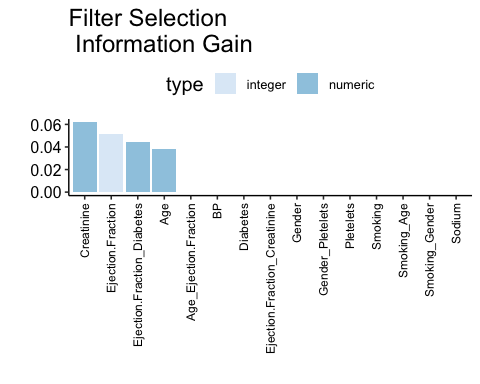 Filter Selection
Information Gain
type integer numeric
0.06
0.04
0.02
0.00
Creatinine
Ejection.Fraction
Ejection.Fraction_Diabetes
Age
Age_Ejection.Fraction
BP
Diabetes
Ejection.Fraction_Creatinine
Gender
Gender_Pletelets
Pletelets
Smoking
Smoking_Age
Smoking_Gender
Sodium